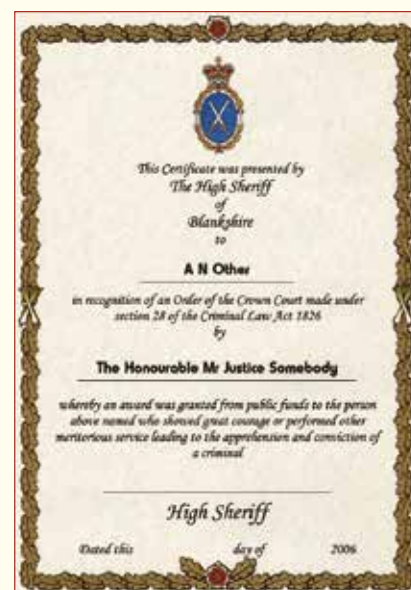 This Certificate was presented by
The High Sheriff
of
Blankshire
to
A N Other
in recognition of an Order of the Crown Court made under
section 28 of the Criminal Law Act 1826
by
The Honourable Mr Justice Somebody
whereby an award was granted from public funds to the person
above named who showed great courage or performed other
meritorious service leading to the apprehension and conviction of
a criminal
High Sheriff
Dated this day of 2006